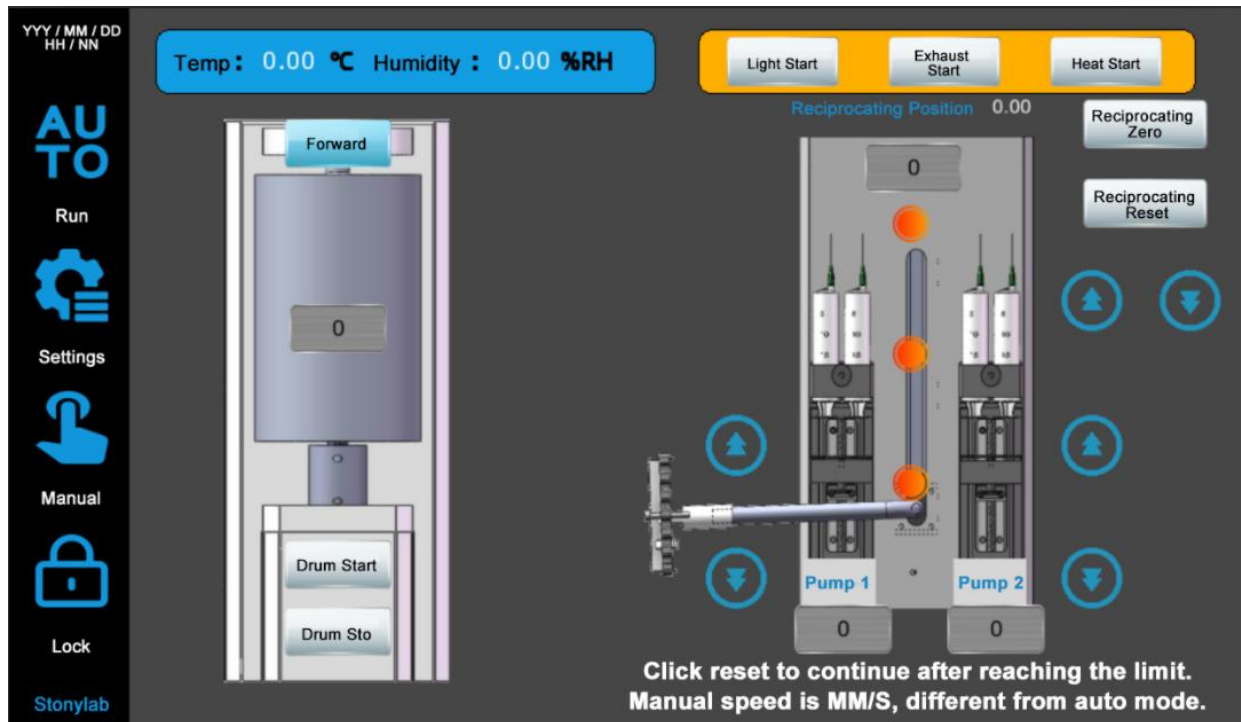 YYY / MM / DD
HH / NN
Temp : 0.00 ℃ Humidity : 0.00 %RH
Light Start
Exhaust
Start
Heat Start
AU
TO
Run
Settings
Manual
Lock
Stonylab
Forward
0
Drum Start
Drum Sto
Reciprocating Position 0.00
Reciprocating
Zero
Reciprocating
Reset
0
Pump 1
Pump 2
0
0
Click reset to continue after reaching the limit.
Manual speed is MM/S, different from auto mode.